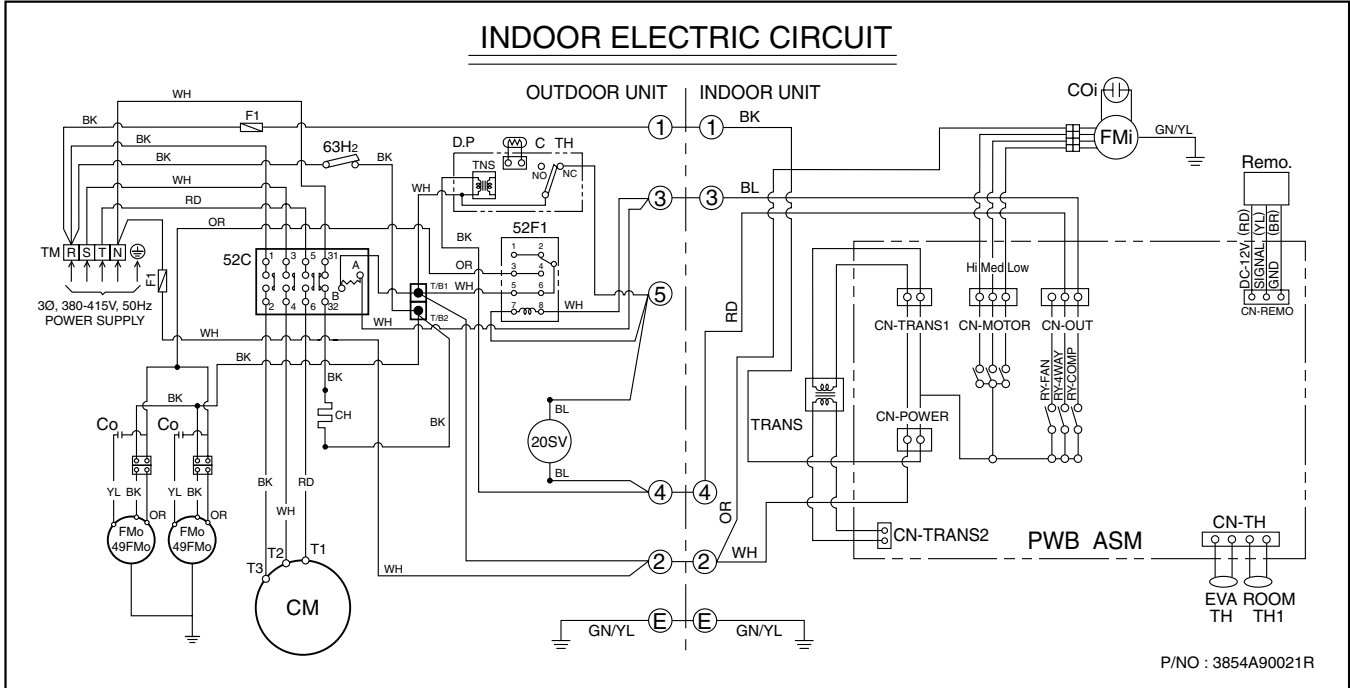 INDOOR ELECTRIC CIRCUIT
OUTDOOR UNIT
INDOOR UNIT
WH
BK
F1
BK
BK
63H2
BK
WH
RD
OR
TM R S T N
F1
3Ø, 380-415V, 50Hz
POWER SUPPLY
52C
1 3 5 31
A
B
2 4 6 32
WH
D.P
C TH
TNS
NO
NC
WH
BK
52F1
1 2
OR 3 4
WH 5 6
7 8 WH
T/B1
T/B2
WH
BK
BK
BK
CH
BK
Co
Co
YL BK OR
YL BK OR
FMo
49FMo
FMo
49FMo
BK
WH
RD
T3
T2
T1
CM
WH
BL
20SV
BL
1 1 BK
3 3 BL
5
4 4
2 2 WH
E E
GN/YL
GN/YL
RD
OR
COi
FMi
GN/YL
Remo.
DC-12V (RD)
SIGNAL (YL)
GND (BR)
CN-REMO
Hi Med Low
CN-TRANS1
CN-MOTOR
CN-OUT
RY-FAN
RY-4WAY
RY-COMP
TRANS
CN-POWER
CN-TRANS2
PWB ASM
CN-TH
EVA TH
ROOM TH1
P/NO : 3854A90021R